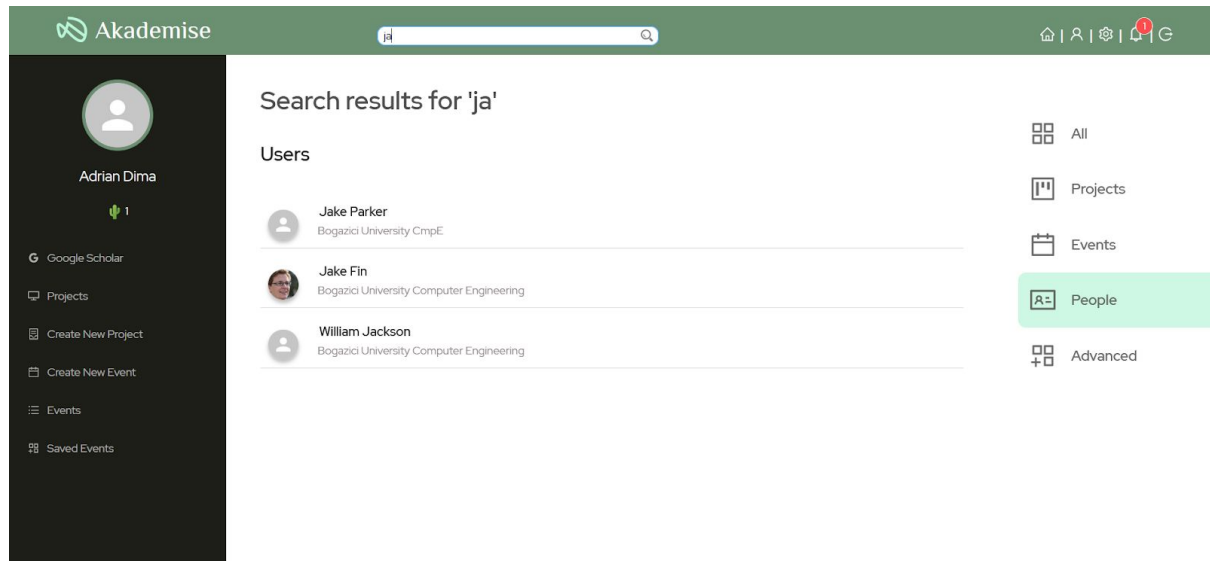 Akademise
ja
1
Adrian Dima
1
Google Scholar
Projects
Create New Project
Create New Event
Events
Saved Events
Search results for 'ja'
Users
Jake Parker
Bogazici University CmpE
Jake Fin
Bogazici University Computer Engineering
William Jackson
Bogazici University Computer Engineering
All
Projects
Events
People
Advanced